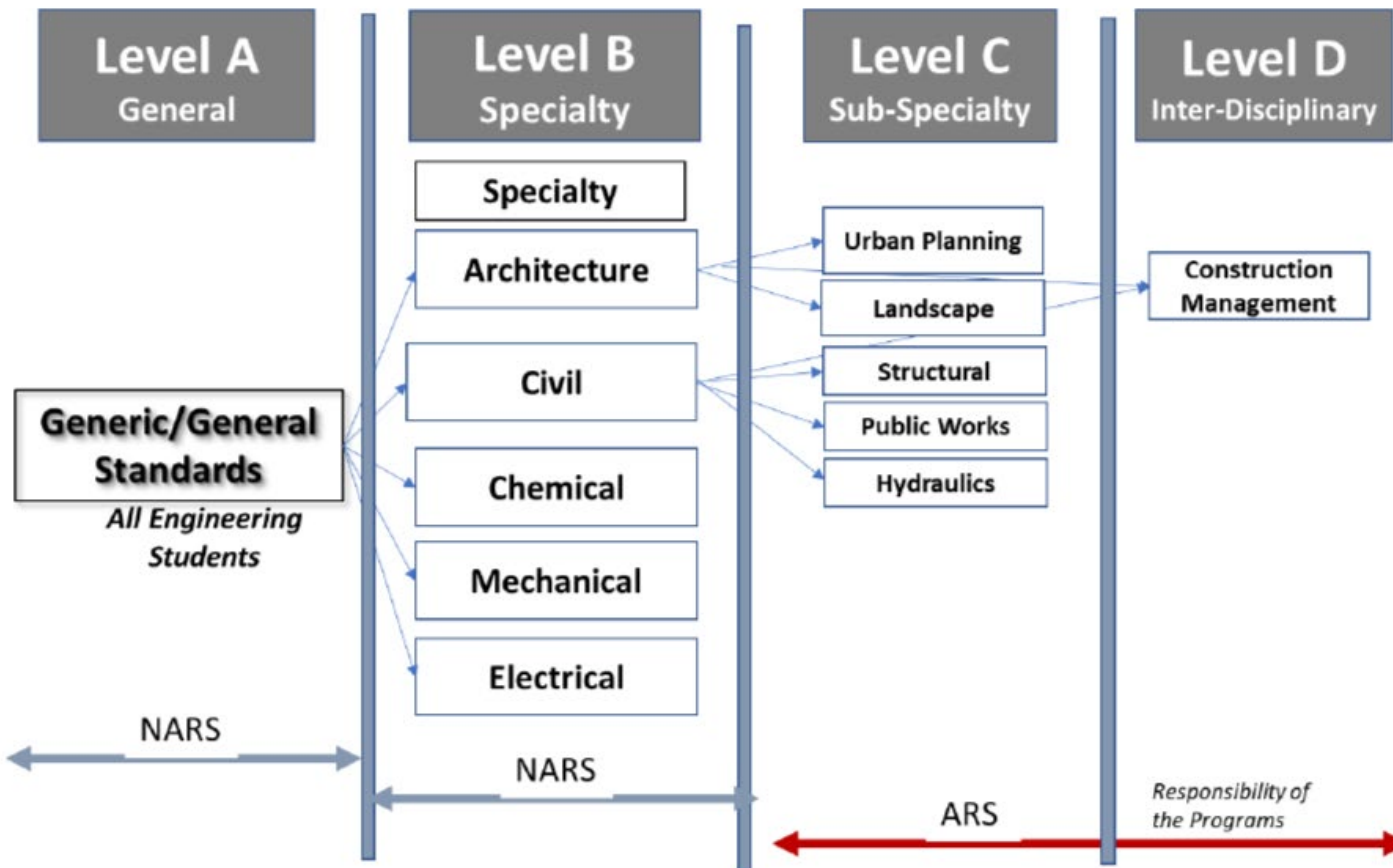 Level A
General
Level B
Specialty
Level C
Sub-Specialty
Level D
Inter-Disciplinary
Generic/General
Standards
All Engineering
Students
Specialty
Architecture
Civil
Chemical
Mechanical
Electrical
Urban Planning
Landscape
Structural
Public Works
Hydraulics
Construction
Management
NARS
NARS
ARS
Responsibility of
the Programs